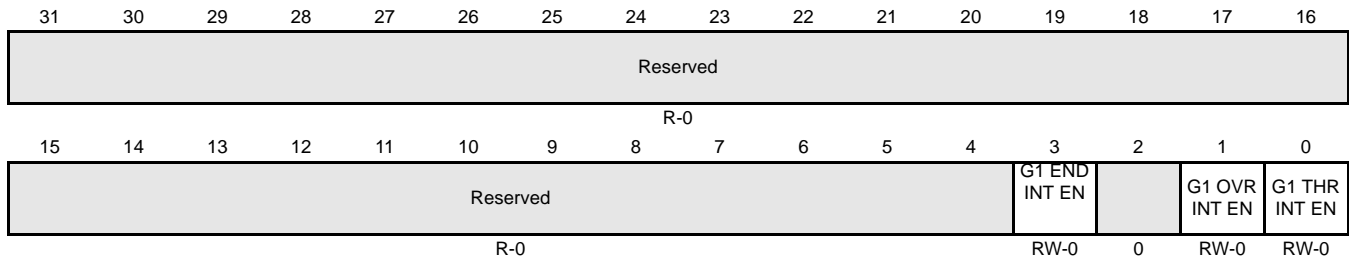 31 30 29 28 27 26 25 24 23 22 21 20 19 18 17 16
Reserved
R-0
15 14 13 12 11 10 9 8 7 6 5 4 3 2 1 0
Reserved G1 END INT EN G1 OVR INT EN G1 THR INT EN
R-0 RW-0 0 RW-0 RW-0